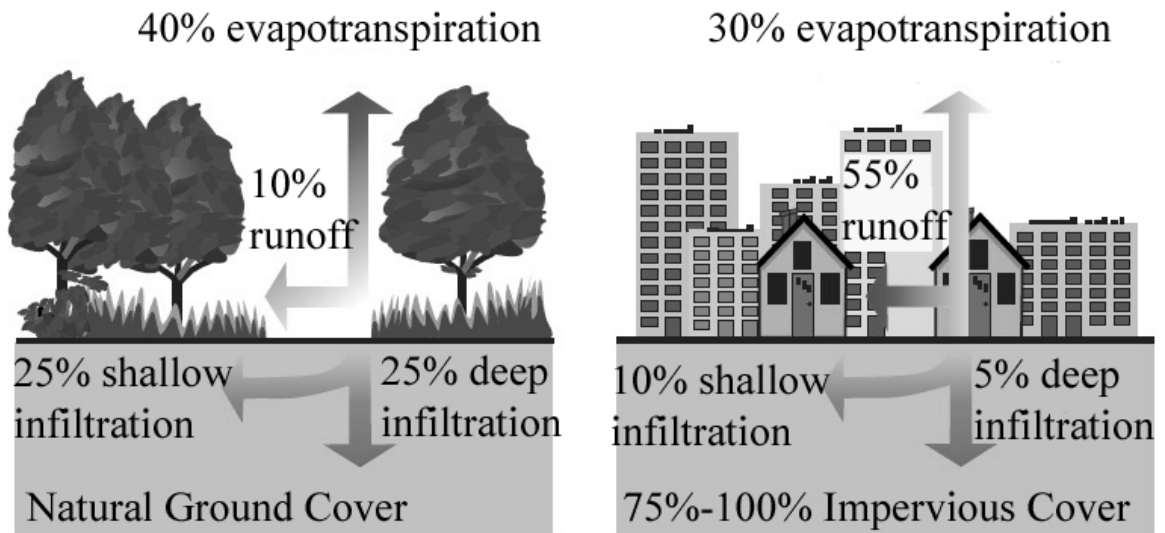 40% evapotranspiration
10%
runoff
25% shallow
infiltration
25% deep
infiltration
Natural Ground Cover
30% evapotranspiration
55%
runoff
10% shallow
infiltration
5% deep
infiltration
75%-100% Impervious Cover